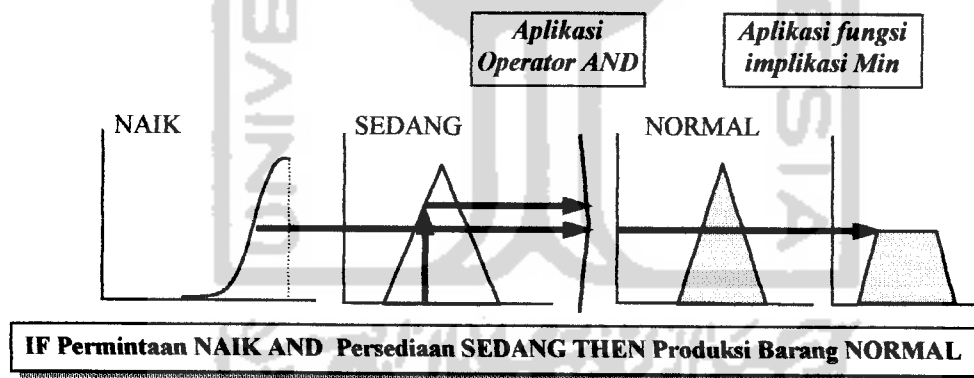 Aplikasi
Operator AND
Aplikasi fungsi
implikasi Min
NAIK
SEDANG
NORMAL
IF Permintaan NAIK AND Persediaan SEDANG THEN Produksi Barang NORMAL